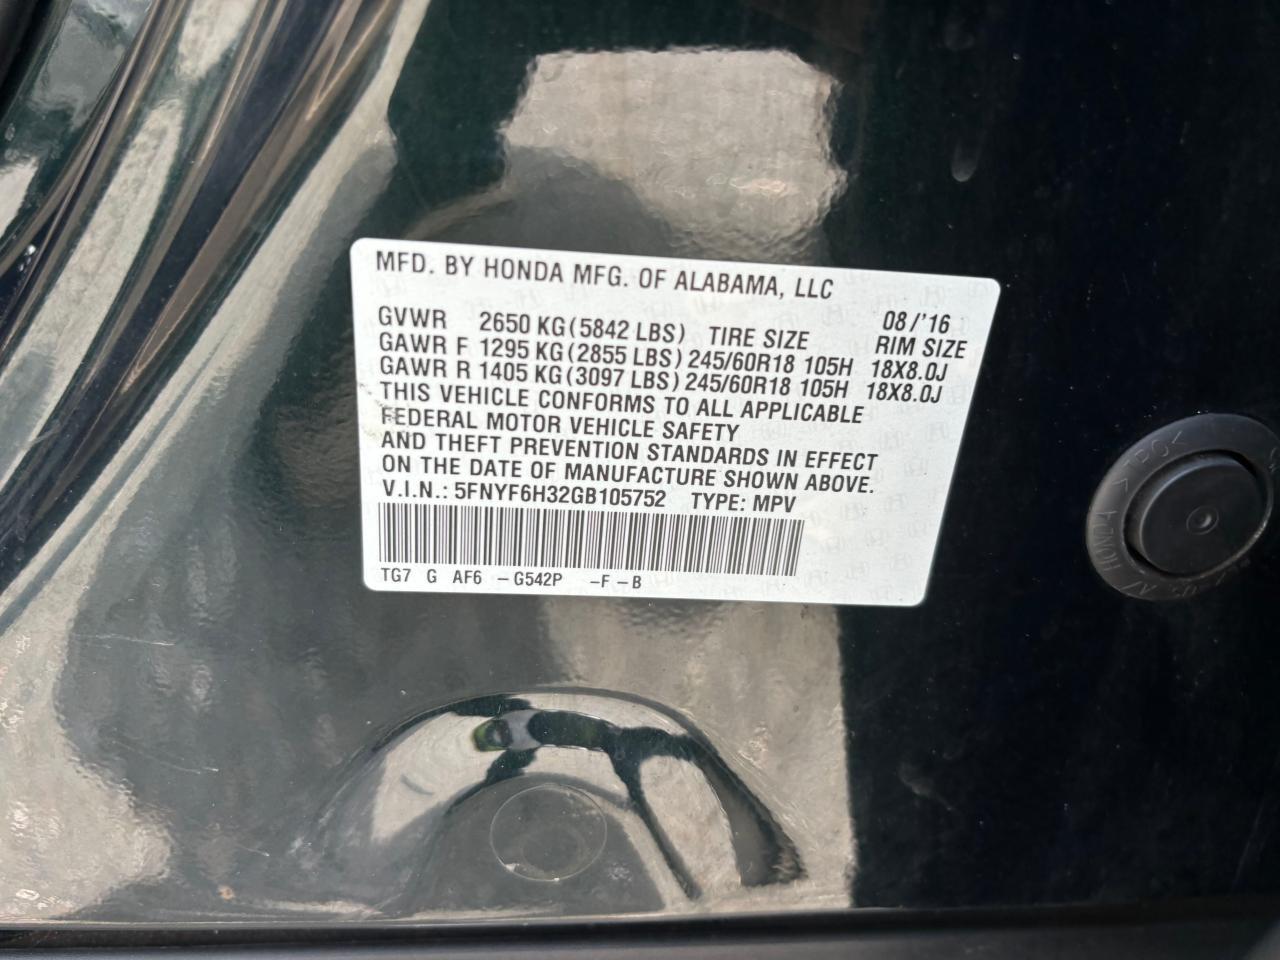 MFD. BY HONDA MFG. OF ALABAMA, LLC
08/'16
GVWR 2650 KG(5842 LBS) TIRE SIZE RIM SIZE
GAWR F 1295 KG(2855 LBS) 245/60R18 105H 18X8.0J
GAWR R 1405 KG(3097 LBS) 245/60R18 105H 18X8.0J
THIS VEHICLE CONFORMS TO ALL APPLICABLE
FEDERAL MOTOR VEHICLE SAFETY
AND THEFT PREVENTION STANDARDS IN EFFECT
ON THE DATE OF MANUFACTURE SHOWN ABOVE.
V.I.N.: 5FNYF6H32GB105752 TYPE: MPV
TG7 G AF6 -G542P -F-B